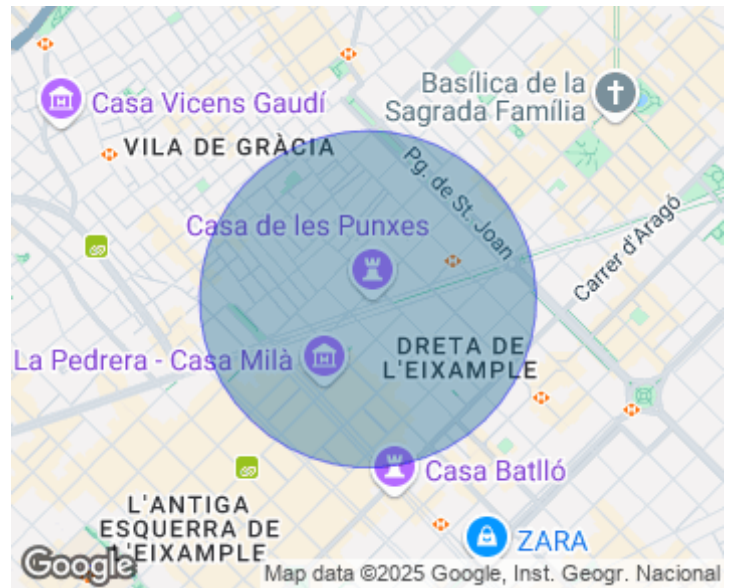 Casa Vicens Gaudí
Basílica de la
Sagrada Família
VILA DE GRÀCIA
Pg. de St. Joan
Casa de les Punxes
Carrer d'Aragó
La Pedrera - Casa Milà
DRETA DE
L'EIXAMPLE
Casa Batlló
L'ANTIGA
ESQUERRA DE
L'EIXAMPLE
ZARA
Google
Map data ©2025 Google, Inst. Geogr. Nacional